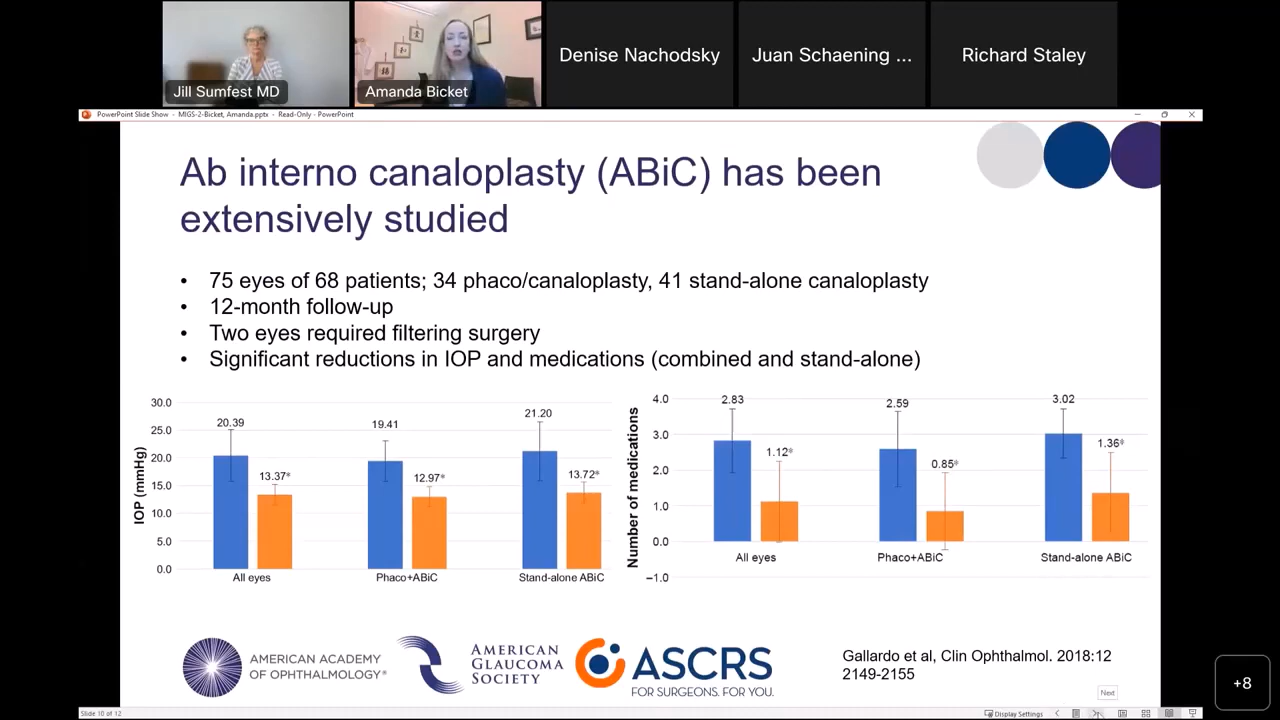 Jill Sumfest MD
Amanda Bicket
Denise Nachodsky
Juan Schaening ...
Richard Staley
PowerPoint Slide Show - MIGS-2-Bicket, Amanda.pptx - Read-Only - PowerPoint
Ab interno canaloplasty (ABiC) has been
extensively studied
• 75 eyes of 68 patients; 34 phaco/canaloplasty, 41 stand-alone canaloplasty
• 12-month follow-up
• Two eyes required filtering surgery
• Significant reductions in IOP and medications (combined and stand-alone)
IOP (mmHg)
30.0
25.0
20.0
15.0
10.0
5.0
0.0
20.39
13.37*
19.41
12.97*
21.20
13.72*
All eyes
Phaco+ABiC
Stand-alone ABiC
Number of medications
4.0
3.0
2.0
1.0
0.0
−1.0
2.83
1.12*
2.59
0.85*
3.02
1.36*
All eyes
Phaco+ABiC
Stand-alone ABiC
AMERICAN ACADEMY
OF OPHTHALMOLOGY®
AMERICAN
GLAUCOMA
SOCIETY
ASCRS
FOR SURGEONS. FOR YOU.
Gallardo et al, Clin Ophthalmol. 2018:12
2149-2155
Next
+8
Slide 10 of 12
Display Settings